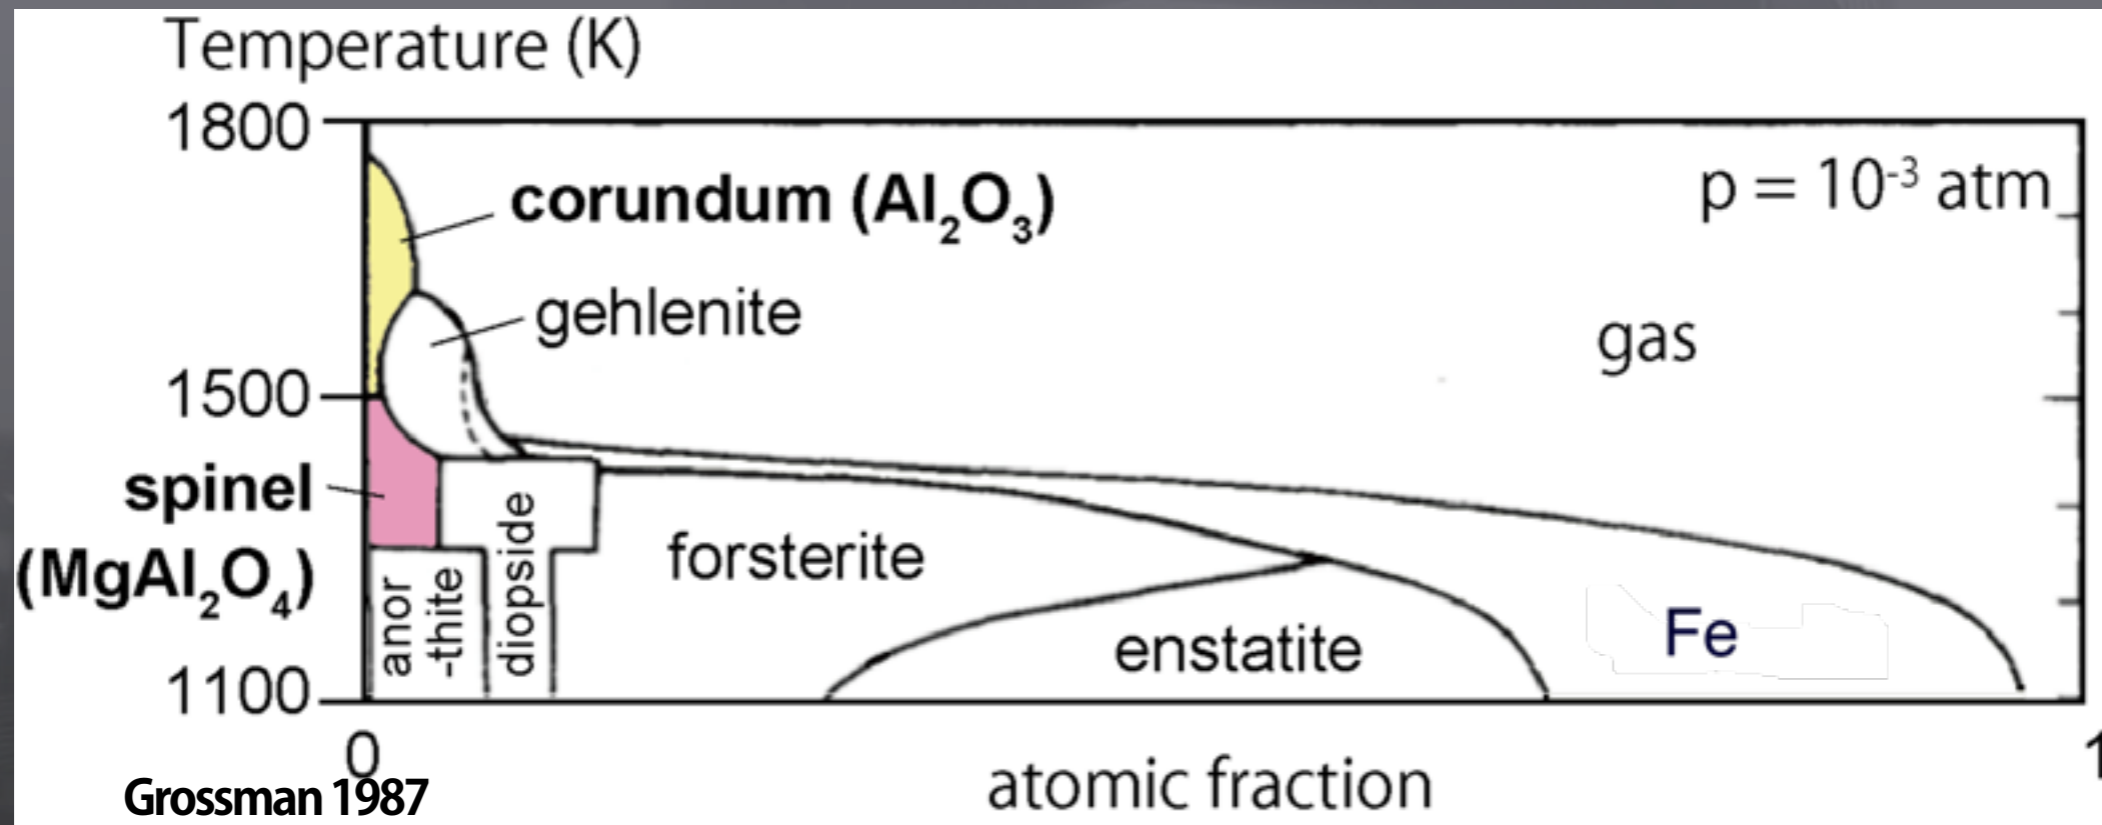 Temperature (K)
1800
p = 10⁻³ atm
corundum (Al₂O₃)
gehlenite
gas
1500
spinel
(MgAl₂O₄)
diopside
forsterite
anor
-thite
enstatite
Fe
1100
0
1
atomic fraction
Grossman 1987